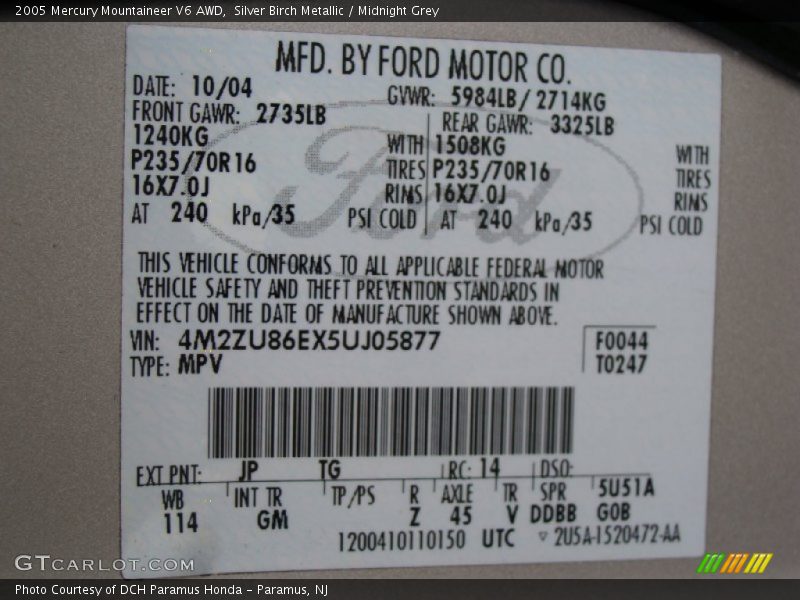 2005 Mercury Mountaineer V6 AWD, Silver Birch Metallic / Midnight Grey
MFD. BY FORD MOTOR CO.
DATE: 10/04 GVWR: 5984LB/ 2714KG
FRONT GAWR: 2735LB REAR GAWR: 3325LB
1240KG WITH 1508KG WITH
P235/70R16 TIRES P235/70R16 TIRES
16X7.0J RIMS 16X7.0J RIMS
AT 240 kPa/35 PSI COLD AT 240 kPa/35 PSI COLD
Ford
THIS VEHICLE CONFORMS TO ALL APPLICABLE FEDERAL MOTOR
VEHICLE SAFETY AND THEFT PREVENTION STANDARDS IN
EFFECT ON THE DATE OF MANUFACTURE SHOWN ABOVE.
VIN: 4M2ZU86EX5UJ05877 F0044
TYPE: MPV T0247
EXT PNT: JP TG RC: 14 DSO:
WB INT TR TP/PS R AXLE TR SPR 5U51A
114 GM Z 45 V DDBB GOB
1200410110150 UTC ▽ 2U5A-1520472-AA
GTCARLOT.COM
Photo Courtesy of DCH Paramus Honda - Paramus, NJ